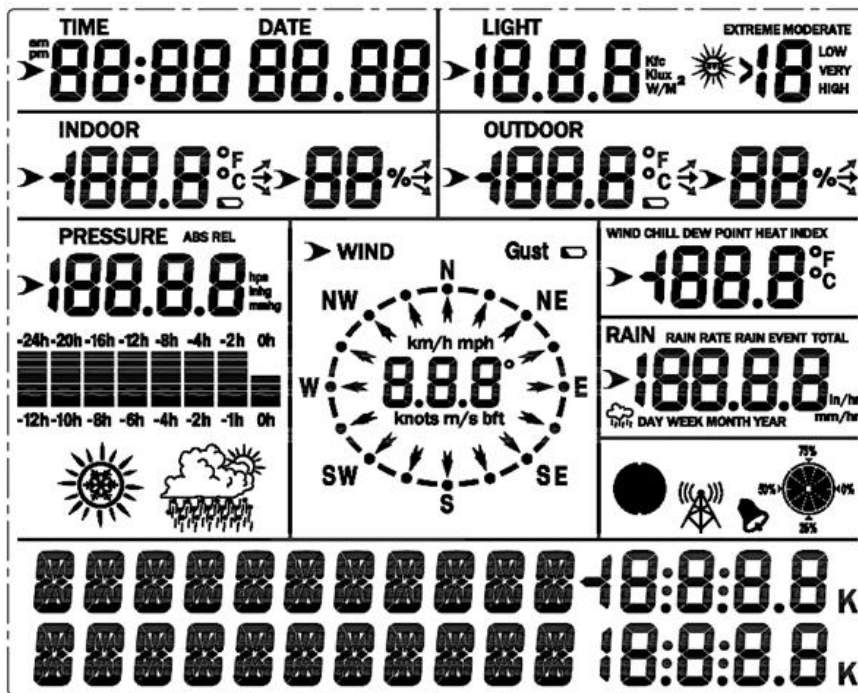 TIME DATE LIGHT EXTREME MODERATE
am
pm
88:88 88.88 18.8.8 Kfc
Klux
W/M²
UVI >18 LOW
VERY
HIGH
INDOOR OUTDOOR
-188.8 °F
°C 88% -188.8 °F
°C 88%
PRESSURE ABS REL
188.8.8 hpa
inhg
mmhg
-24h -20h -16h -12h -8h -4h -2h 0h
-12h -10h -8h -6h -4h -2h -1h 0h
WIND Gust
N
NW NE
km/h mph
W 8.8.8° E
knots m/s bft
SW SE
S
WIND CHILL DEW POINT HEAT INDEX
-188.8 °F
°C
RAIN RAIN RATE RAIN EVENT TOTAL
188.8.8 in/hr
mm/hr
DAY WEEK MONTH YEAR
75%
50% 0%
25%
-18:8:8.8 K
18:8:8.8 K